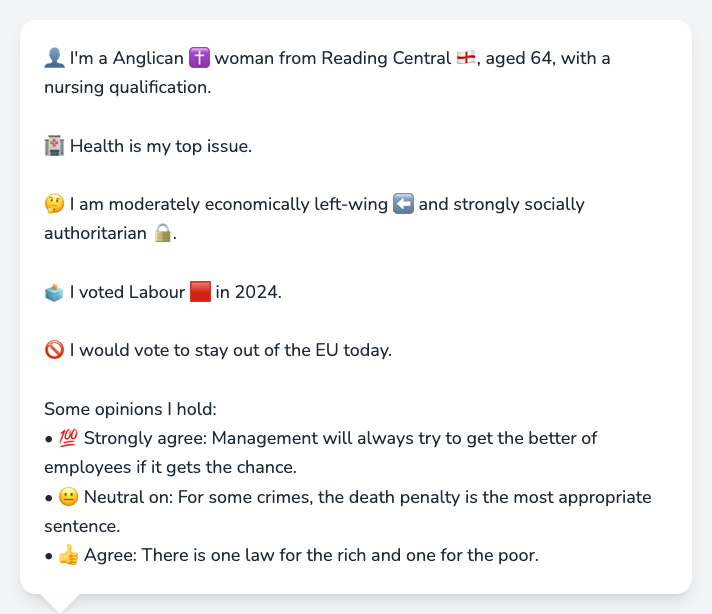 👤 I'm a Anglican ✝️ woman from Reading Central 🏴󠁧󠁢󠁥󠁮󠁧󠁿, aged 64, with a
nursing qualification.
🏥 Health is my top issue.
🤔 I am moderately economically left-wing ⬅️ and strongly socially
authoritarian 🔒.
🗳️ I voted Labour 🟥 in 2024.
🚫 I would vote to stay out of the EU today.
Some opinions I hold:
• 💯 Strongly agree: Management will always try to get the better of
employees if it gets the chance.
• 😐 Neutral on: For some crimes, the death penalty is the most appropriate
sentence.
• 👍 Agree: There is one law for the rich and one for the poor.